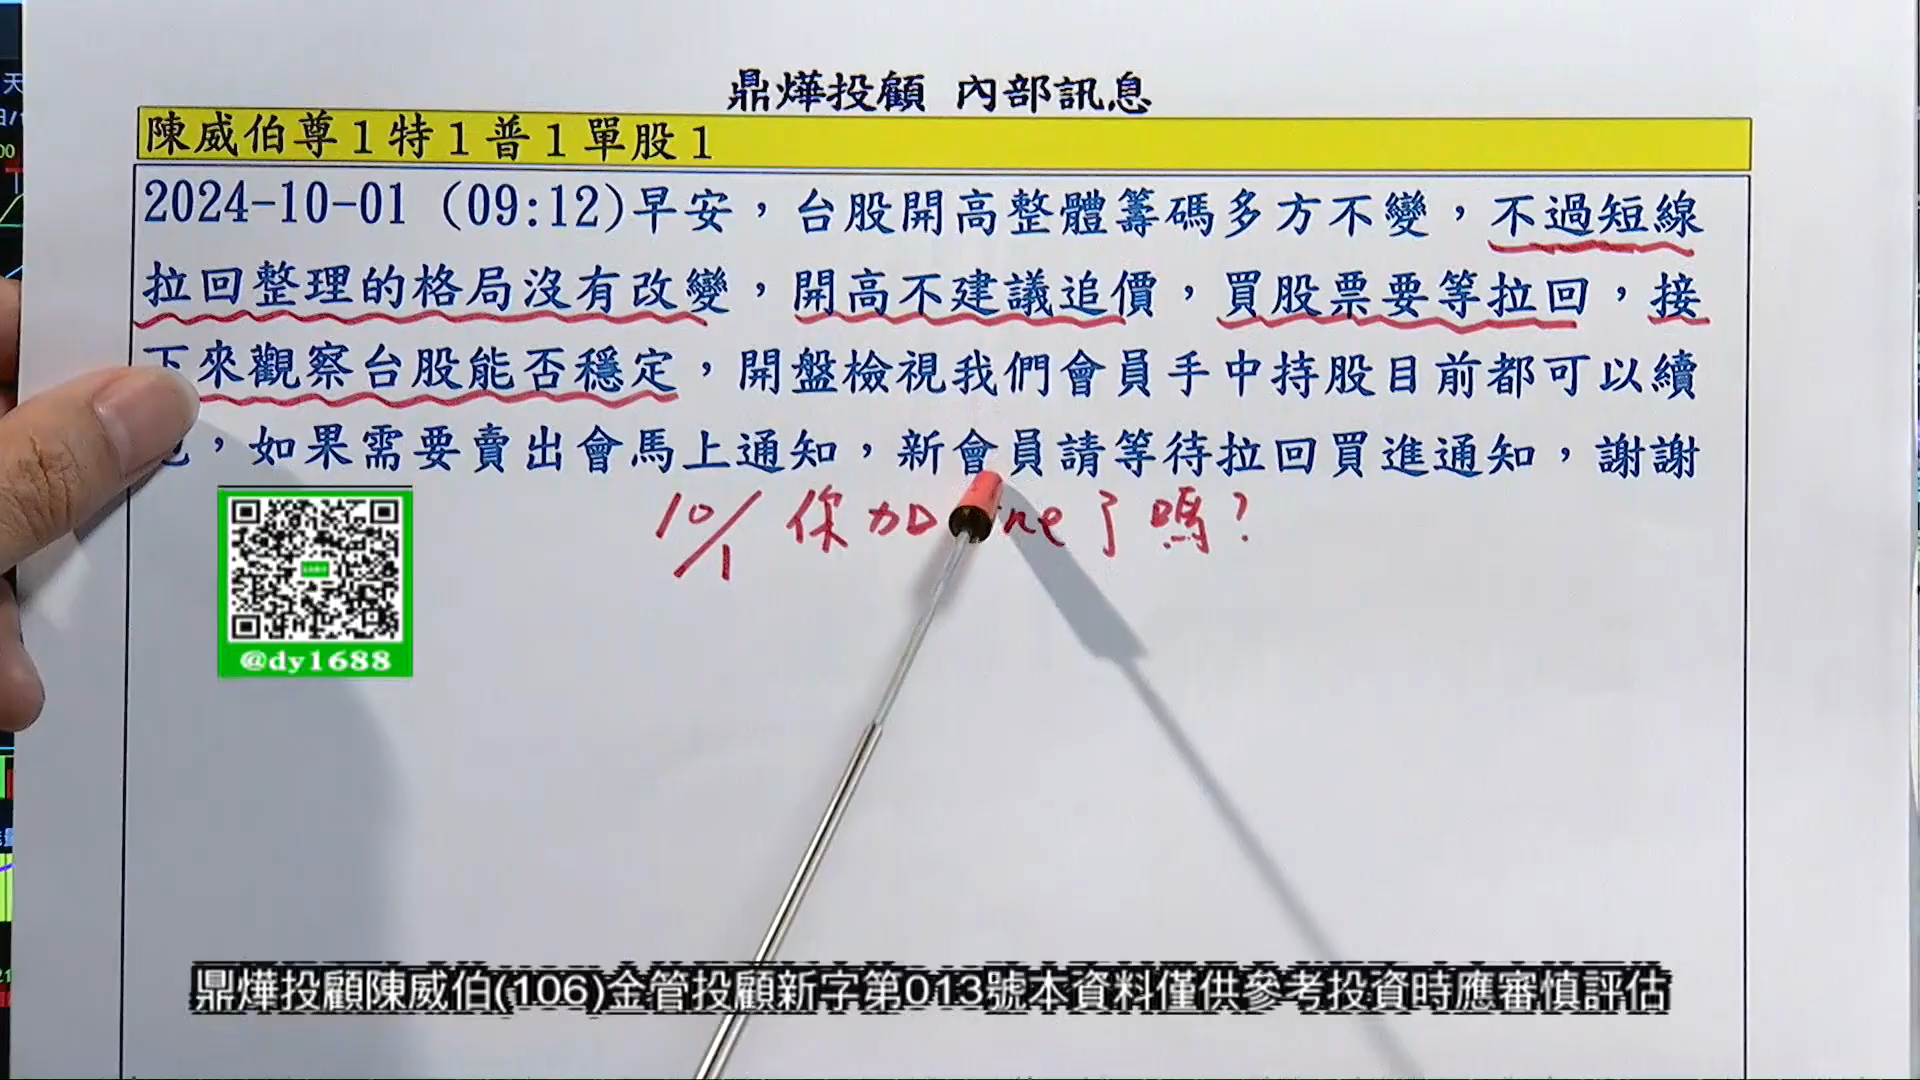 鼎燁投顧 內部訊息
陳威伯尊1特1普1單股1
2024-10-01 (09:12)早安，台股開高整體籌碼多方不變，不過短線
拉回整理的格局沒有改變，開高不建議追價，買股票要等拉回，接
下來觀察台股能否穩定，開盤檢視我們會員手中持股目前都可以續
，如果需要賣出會馬上通知，新會員請等待拉回買進通知，謝謝
10/1 你加 ne了嗎？
@dy1688
鼎燁投顧陳威伯(106)金管投顧新字第013號本資料僅供參考投資時應審慎評估